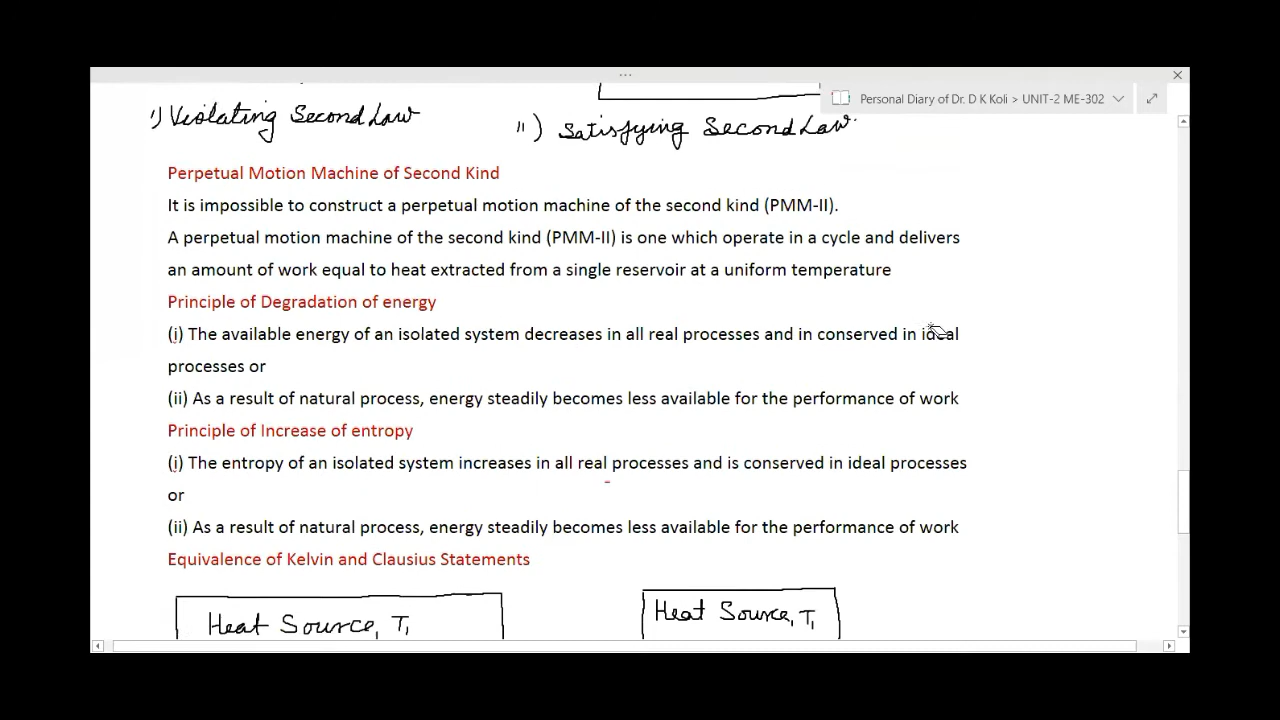 Personal Diary of Dr. D K Koli > UNIT-2 ME-302
i) Violating Second Law
ii) Satisfying Second Law
Perpetual Motion Machine of Second Kind
It is impossible to construct a perpetual motion machine of the second kind (PMM-II).
A perpetual motion machine of the second kind (PMM-II) is one which operate in a cycle and delivers
an amount of work equal to heat extracted from a single reservoir at a uniform temperature
Principle of Degradation of energy
(i) The available energy of an isolated system decreases in all real processes and in conserved in ideal
processes or
(ii) As a result of natural process, energy steadily becomes less available for the performance of work
Principle of Increase of entropy
(i) The entropy of an isolated system increases in all real processes and is conserved in ideal processes
or
(ii) As a result of natural process, energy steadily becomes less available for the performance of work
Equivalence of Kelvin and Clausius Statements
Heat Source, T₁
Heat Source, T₁